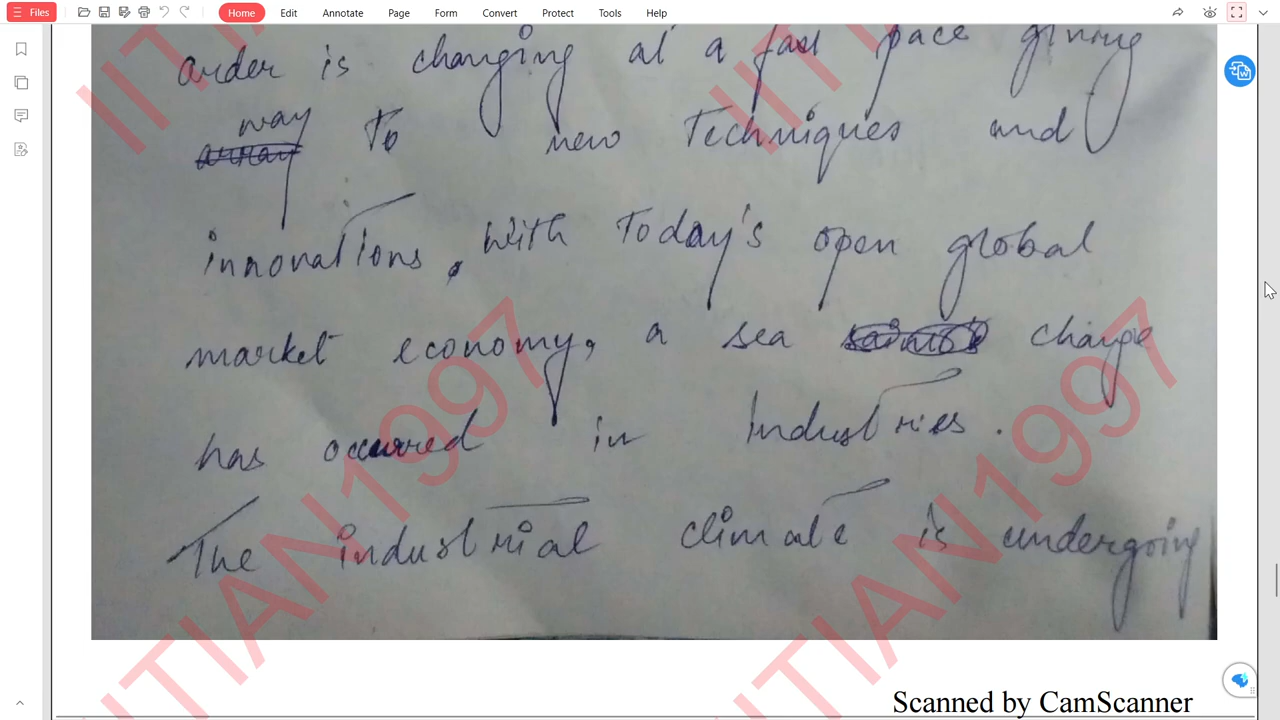 Files Home Edit Annotate Page Form Convert Protect Tools Help
order is changing at a fast pace giving
way
to new Techniques and
innovations, with Today's open global
market economy, a sea change
has occurred in Industries.
The industrial climate is undergoing
IITIAN1997
IITIAN1997
Scanned by CamScanner